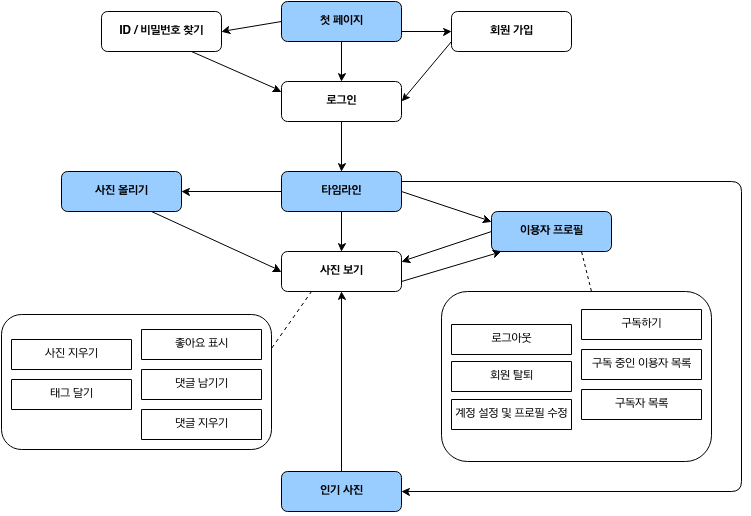 첫 페이지
ID / 비밀번호 찾기
회원 가입
로그인
사진 올리기
타임라인
이용자 프로필
사진 보기
사진 지우기
태그 달기
좋아요 표시
댓글 남기기
댓글 지우기
로그아웃
회원 탈퇴
계정 설정 및 프로필 수정
구독하기
구독 중인 이용자 목록
구독자 목록
인기 사진